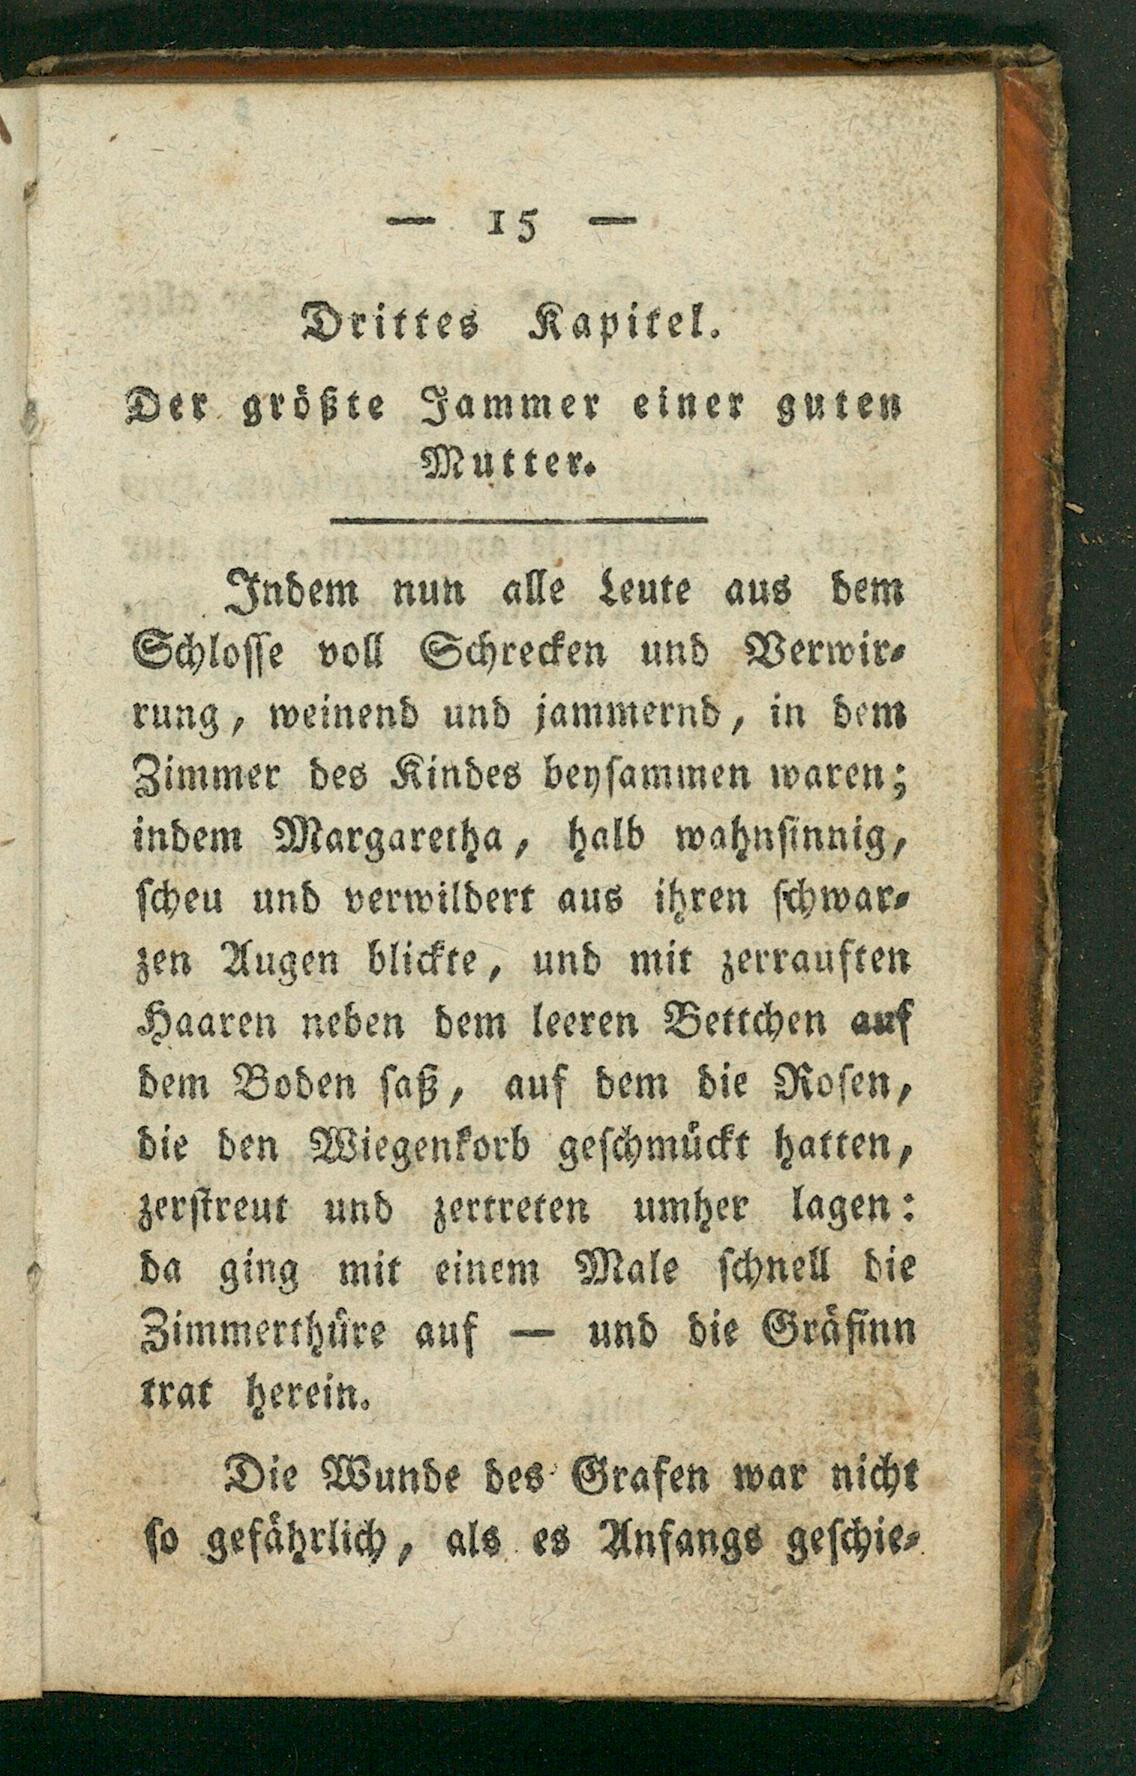 — 15 —
Drittes Kapitel.
Der größte Jammer einer guten
Mutter.
Indem nun alle Leute aus dem
Schlosse voll Schrecken und Verwir⸗
rung, weinend und jammernd, in dem
Zimmer des Kindes beysammen waren;
indem Margaretha, halb wahnsinnig,
scheu und verwildert aus ihren schwar⸗
zen Augen blickte, und mit zerrauften
Haaren neben dem leeren Bettchen auf
dem Boden saß, auf dem die Rosen,
die den Wiegenkorb geschmückt hatten,
zerstreut und zertreten umher lagen:
da ging mit einem Male schnell die
Zimmerthüre auf — und die Gräfinn
trat herein.
Die Wunde des Grafen war nicht
so gefährlich, als es Anfangs geschie⸗